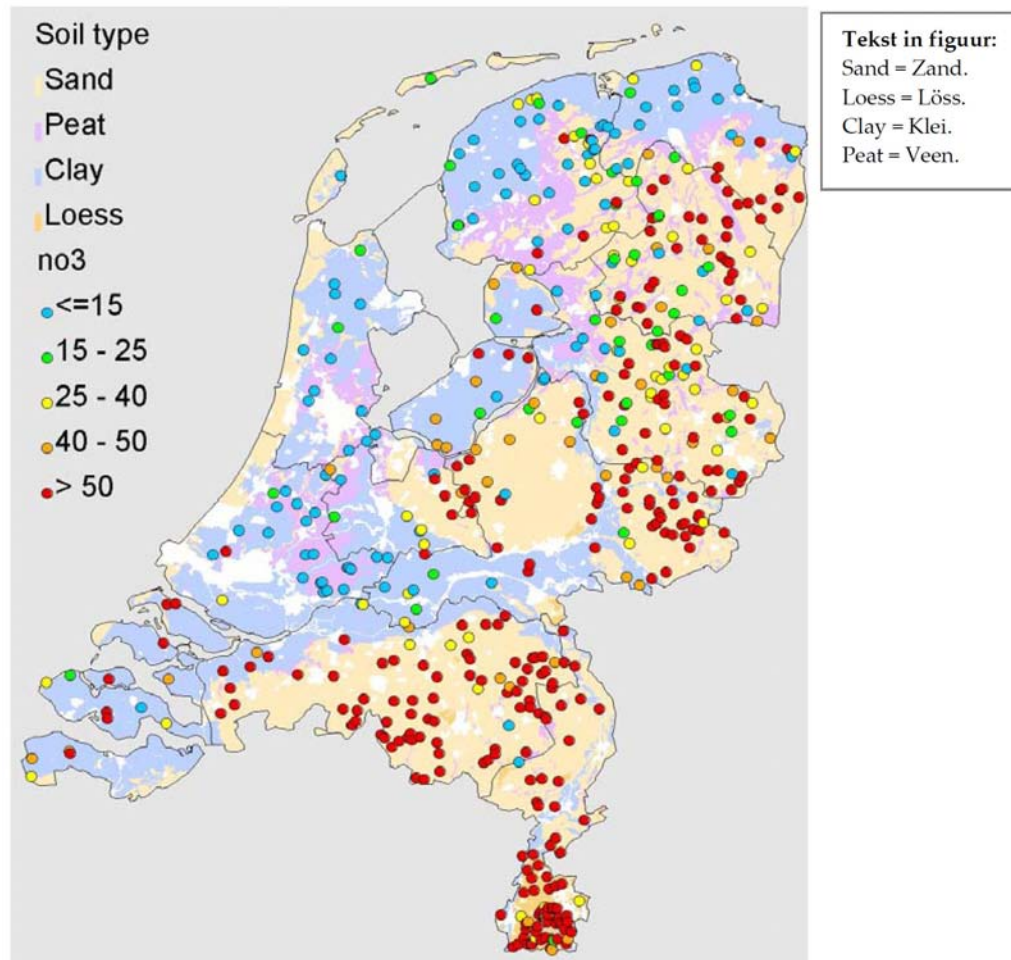 Soil type
Sand
Peat
Clay
Loess
no3
<=15
15 - 25
25 - 40
40 - 50
> 50
Tekst in figuur:
Sand = Zand.
Loess = Löss.
Clay = Klei.
Peat = Veen.